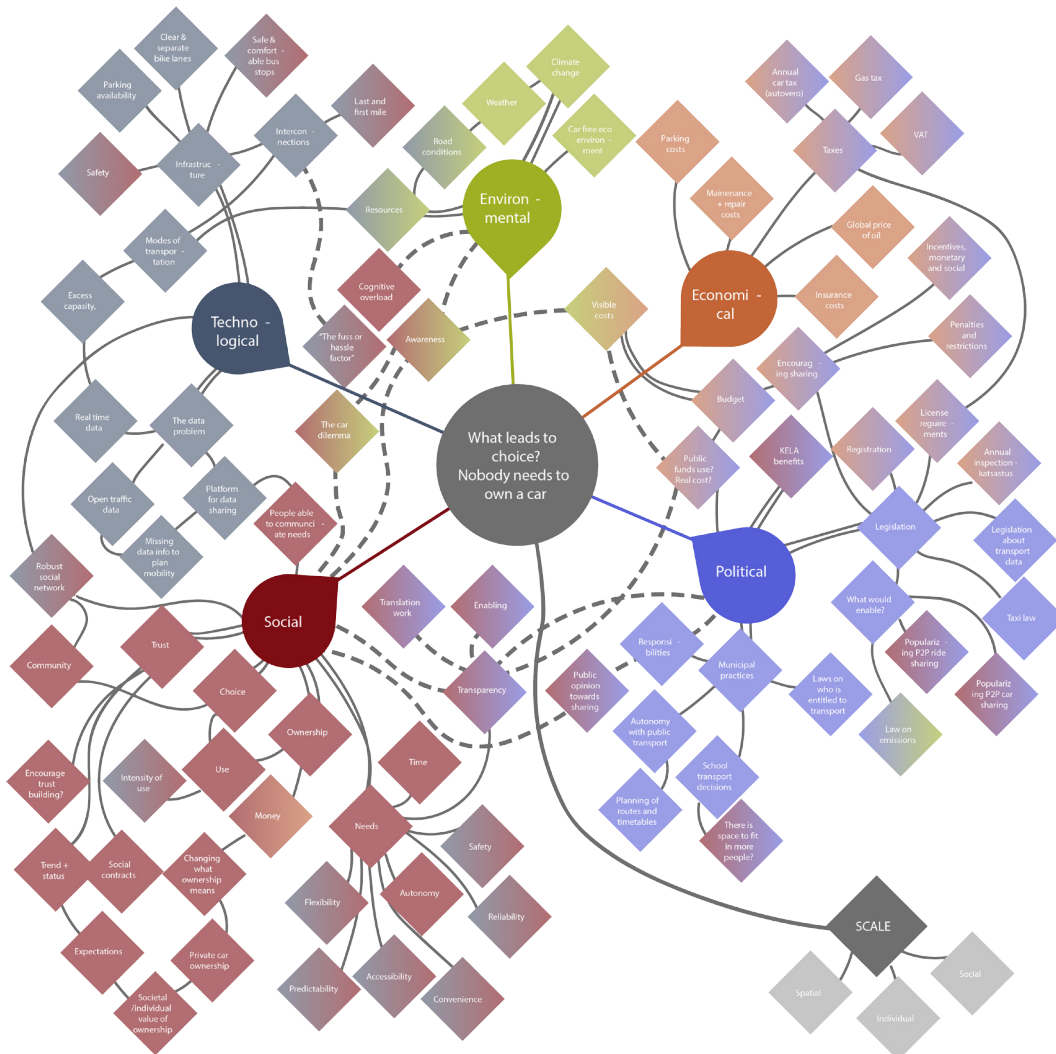 Clear &
separate
bike lanes
Safe &
comfort -
able bus
stops
Parking
availability
Last and
first mile
Intercon -
nections
Infrastruc -
ture
Safety
Modes of
transpor -
tation
Excess
capacity,
Techno -
logical
Real time
data
The data
problem
Open traffic
data
Platform
for data
sharing
Missing
data info to
plan
mobility
Climate
change
Weather
Car free eco
environ -
ment
Road
conditions
Resources
Environ -
mental
Cognitive
overload
"The fuss or
hassle
factor"
Awareness
The car
dilemma
Visible
costs
Annual
car tax
(autovero)
Gas tax
VAT
Taxes
Parking
costs
Mainenance
+ repair
costs
Global price
of oil
Incentives,
monetary
and social
Economi -
cal
Insurance
costs
Penalties
and
restrictions
Encourag -
ing sharing
Budget
What leads to
choice?
Nobody needs to
own a car
Public
funds use?
Real cost?
KELA
benefits
Registration
License
reguire -
ments
Annual
inspection -
katsastus
Legislation
Legislation
about
transport
data
Political
What would
enable?
Taxi law
Populariz -
ing P2P ride
sharing
Populariz
ing P2P car
sharing
Law on
emissions
Responsi -
bilities
Municipal
practices
Laws on
who is
entitled to
transport
Public
opinion
towards
sharing
Autonomy
with public
transport
School
transport
decisions
Planning of
routes and
timetables
There is
space to fit
in more
people?
People able
to communci -
ate needs
Robust
social
network
Social
Translation
work
Enabling
Transparency
Community
Trust
Choice
Ownership
Encourage
trust
building?
Intensity of
use
Use
Money
Time
Needs
Trend +
status
Social
contracts
Changing
what
ownership
means
Safety
Flexibility
Autonomy
Reliability
Expectations
Private car
ownership
Societal
/individual
value of
ownership
Predictability
Accessibility
Convenience
SCALE
Spatial
Individual
Social